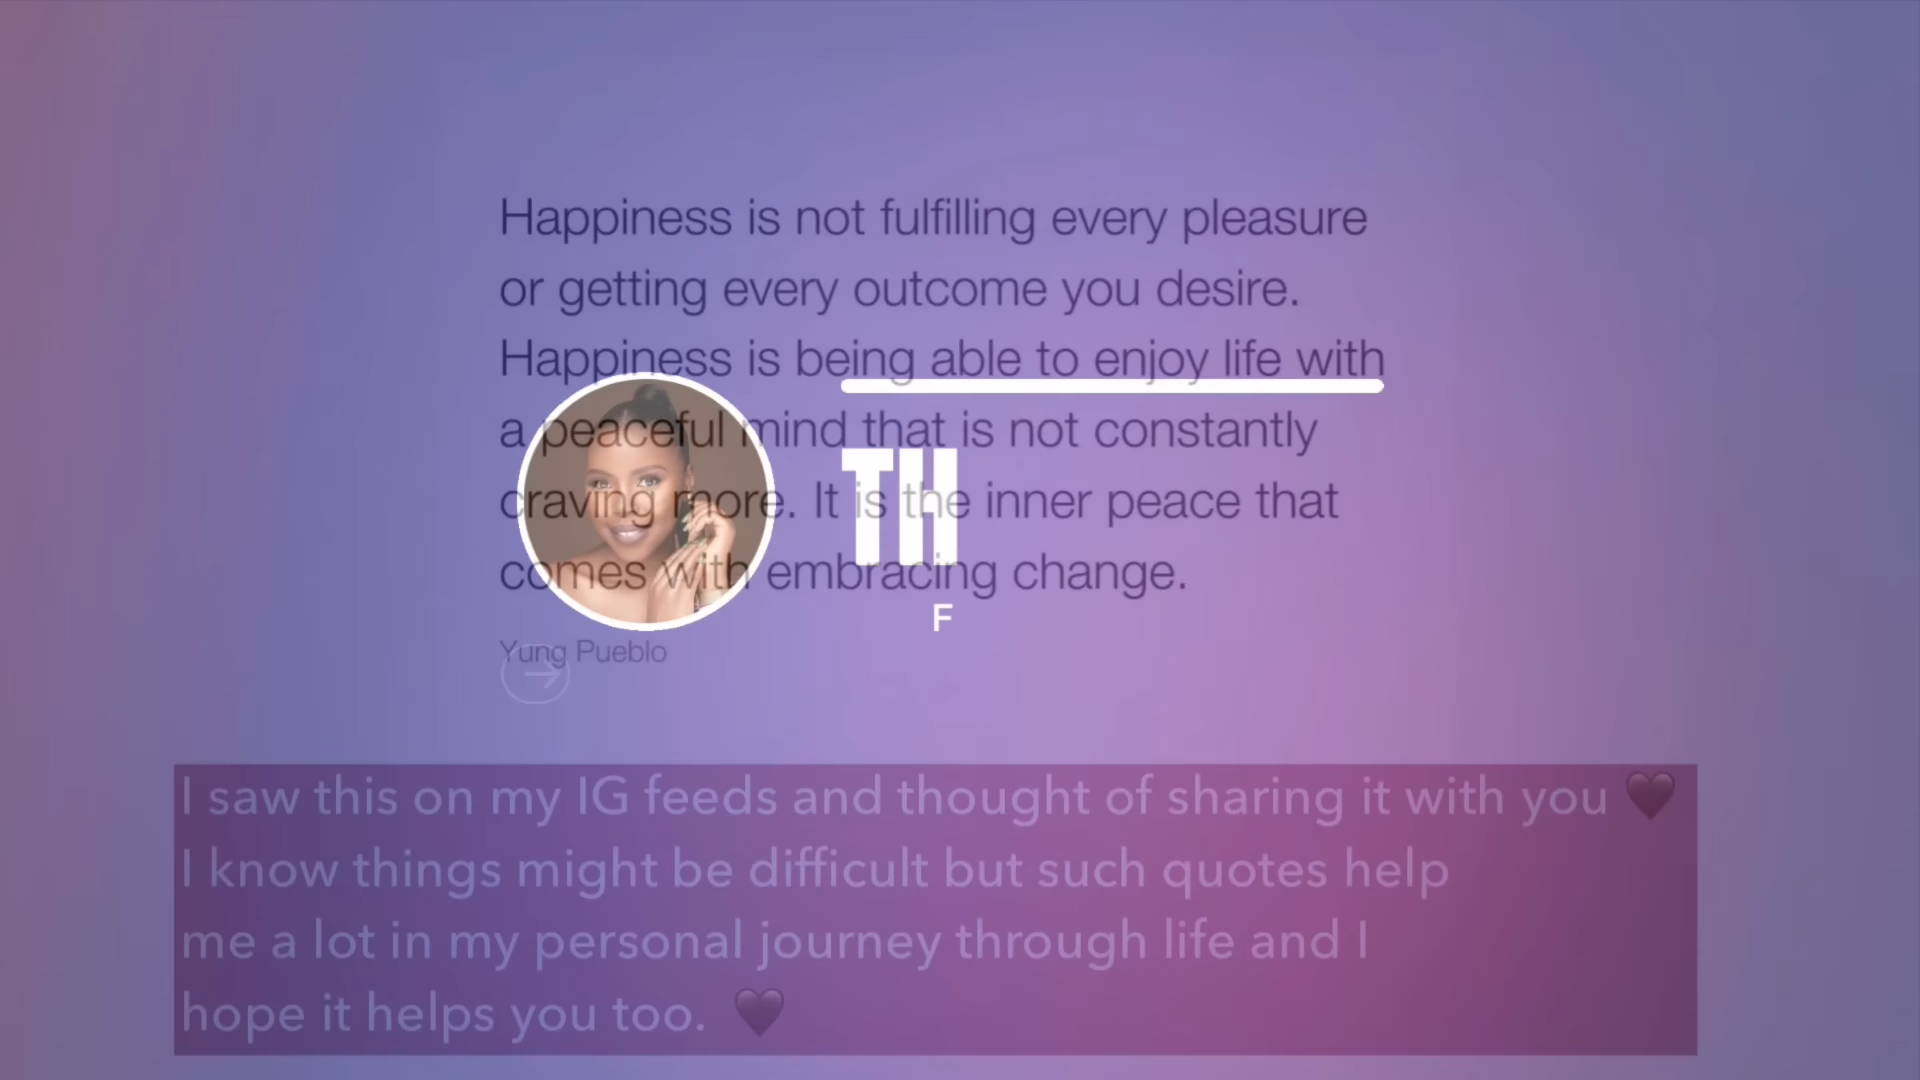 Happiness is not fulfilling every pleasure
or getting every outcome you desire.
Happiness is being able to enjoy life with
a peaceful mind that is not constantly
craving more. It is the inner peace that
comes with embracing change.
TH
F
Yung Pueblo
I saw this on my IG feeds and thought of sharing it with you 🖤
I know things might be difficult but such quotes help
me a lot in my personal journey through life and I
hope it helps you too. 🖤